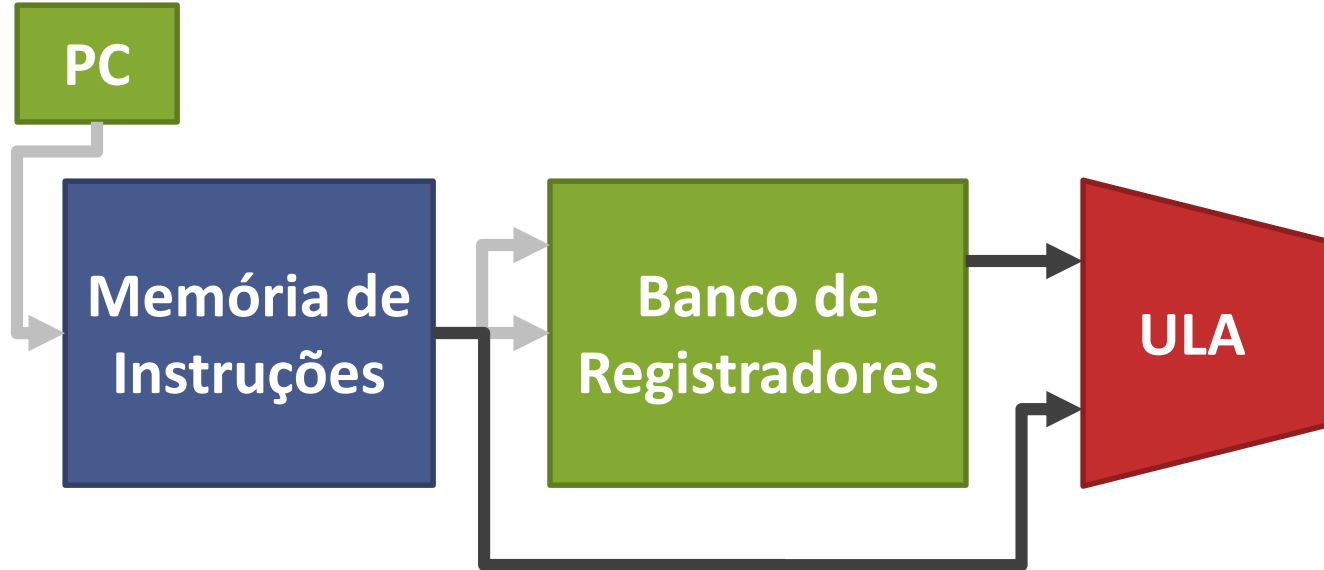 PC
Memória de
Instruções
Banco de
Registradores
ULA